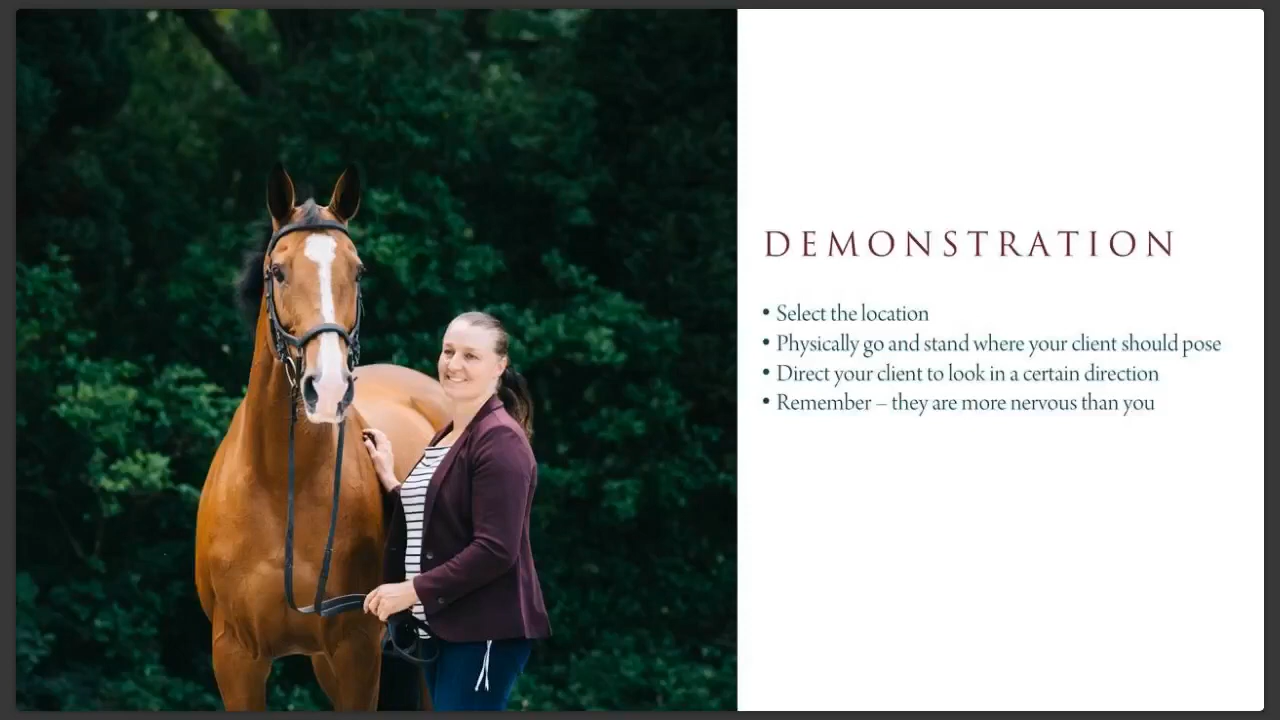 DEMONSTRATION
• Select the location
• Physically go and stand where your client should pose
• Direct your client to look in a certain direction
• Remember – they are more nervous than you